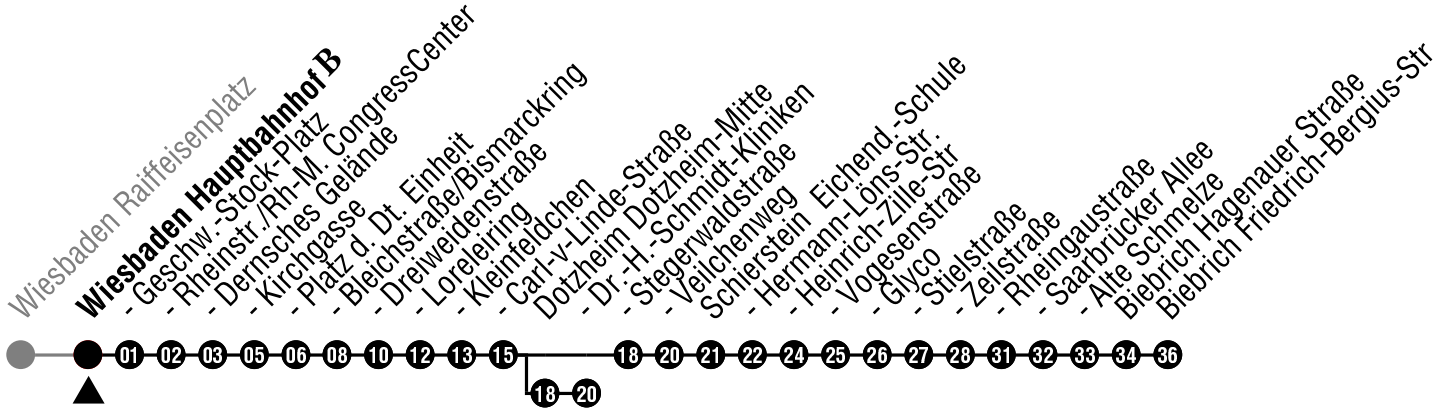 Wiesbaden Raiffeisenplatz
Wiesbaden Hauptbahnhof B
- Geschw.-Stock-Platz
- Rheinstr./Rh-M. CongressCenter
- Dernsches Gelände
- Kirchgasse
- Platz d. Dt. Einheit
- Bleichstraße/Bismarckring
- Dreiweidenstraße
- Loreleiring
- Kleinfeldchen
- Carl-v-Linde-Straße
Dotzheim Dotzheim-Mitte
- Dr.-H.-Schmidt-Kliniken
- Stegerwaldstraße
- Veilchenweg
Schierstein Eichend.-Schule
- Hermann-Löns-Str.
- Heinrich-Zille-Str
- Vogesenstraße
- Glyco
- Stielstraße
- Zeilstraße
- Rheingaustraße
- Saarbrücker Allee
- Alte Schmelze
Biebrich Hagenauer Straße
Biebrich Friedrich-Bergius-Str
01 02 03 05 06 08 10 12 13 15 18 20 21 22 24 25 26 27 28 31 32 33 34 36
18 20